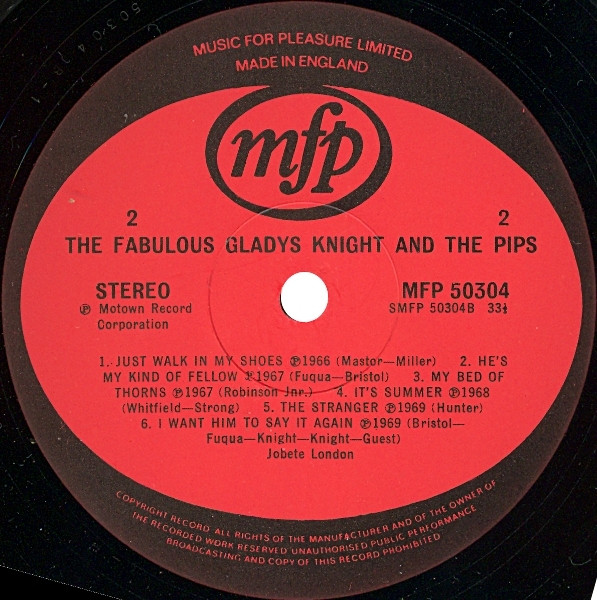 MUSIC FOR PLEASURE LIMITED
MADE IN ENGLAND
mfp
2 2
THE FABULOUS GLADYS KNIGHT AND THE PIPS
STEREO MFP 50304
℗ Motown Record SMFP 50304B 33⅓
Corporation
1. JUST WALK IN MY SHOES ℗1966 (Mastor—Miller) 2. HE'S
MY KIND OF FELLOW ℗1967 (Fuqua—Bristol) 3. MY BED OF
THORNS ℗1967 (Robinson Jnr.) 4. IT'S SUMMER ℗1968
(Whitfield—Strong) 5. THE STRANGER ℗1969 (Hunter)
6. I WANT HIM TO SAY IT AGAIN ℗1969 (Bristol—
Fuqua—Knight—Knight—Guest)
Jobete London
COPYRIGHT RECORD ALL RIGHTS OF THE MANUFACTURER AND OF THE OWNER OF
THE RECORDED WORK RESERVED UNAUTHORISED PUBLIC PERFORMANCE
BROADCASTING AND COPY OF THIS RECORD PROHIBITED